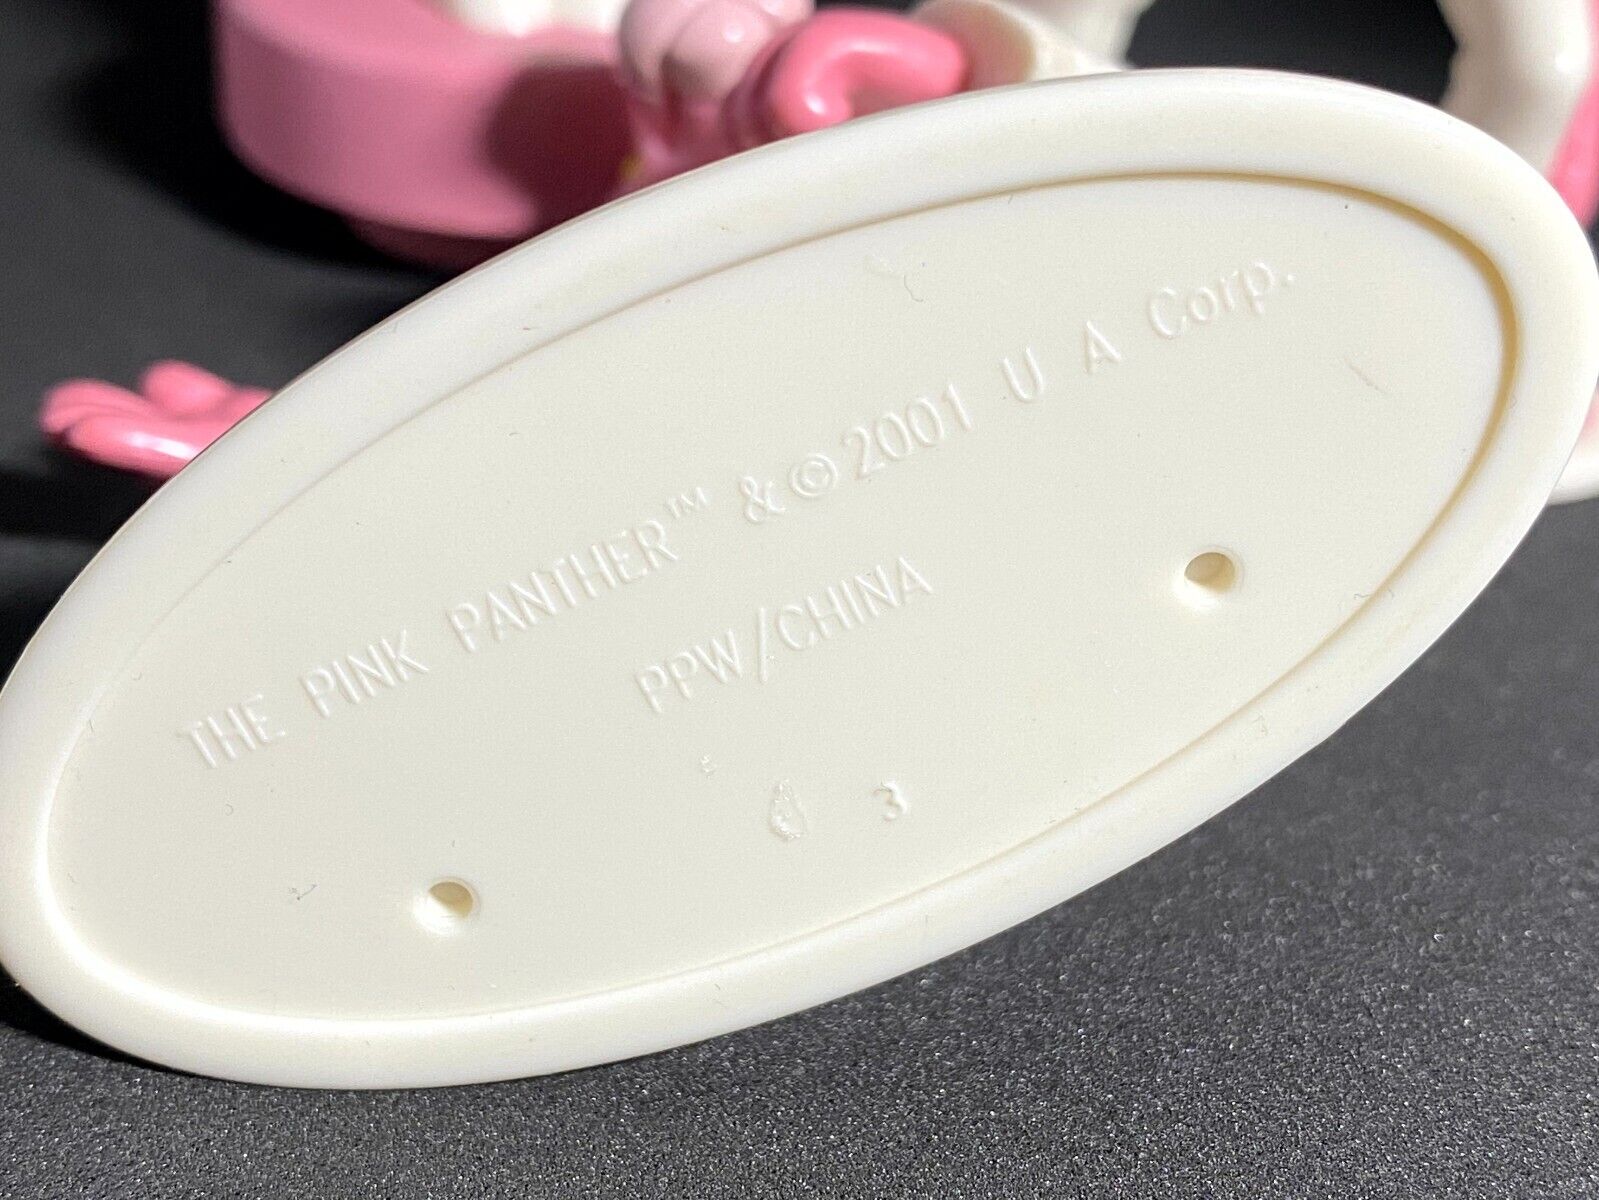 THE PINK PANTHER™ & © 2001 U A Corp.
PPW/CHINA
3